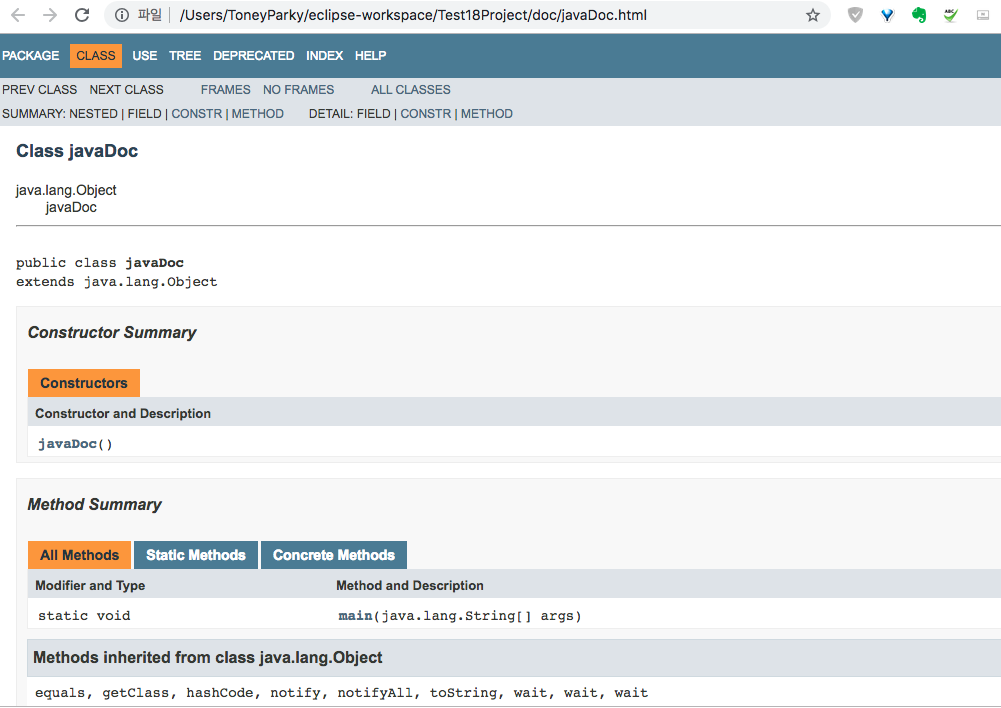 파일 /Users/ToneyParky/eclipse-workspace/Test18Project/doc/javaDoc.html
ABC
PACKAGE CLASS USE TREE DEPRECATED INDEX HELP
PREV CLASS NEXT CLASS FRAMES NO FRAMES ALL CLASSES
SUMMARY: NESTED | FIELD | CONSTR | METHOD DETAIL: FIELD | CONSTR | METHOD
Class javaDoc
java.lang.Object
javaDoc
public class javaDoc
extends java.lang.Object
Constructor Summary
Constructors
Constructor and Description
javaDoc()
Method Summary
All Methods Static Methods Concrete Methods
Modifier and Type Method and Description
static void main(java.lang.String[] args)
Methods inherited from class java.lang.Object
equals, getClass, hashCode, notify, notifyAll, toString, wait, wait, wait